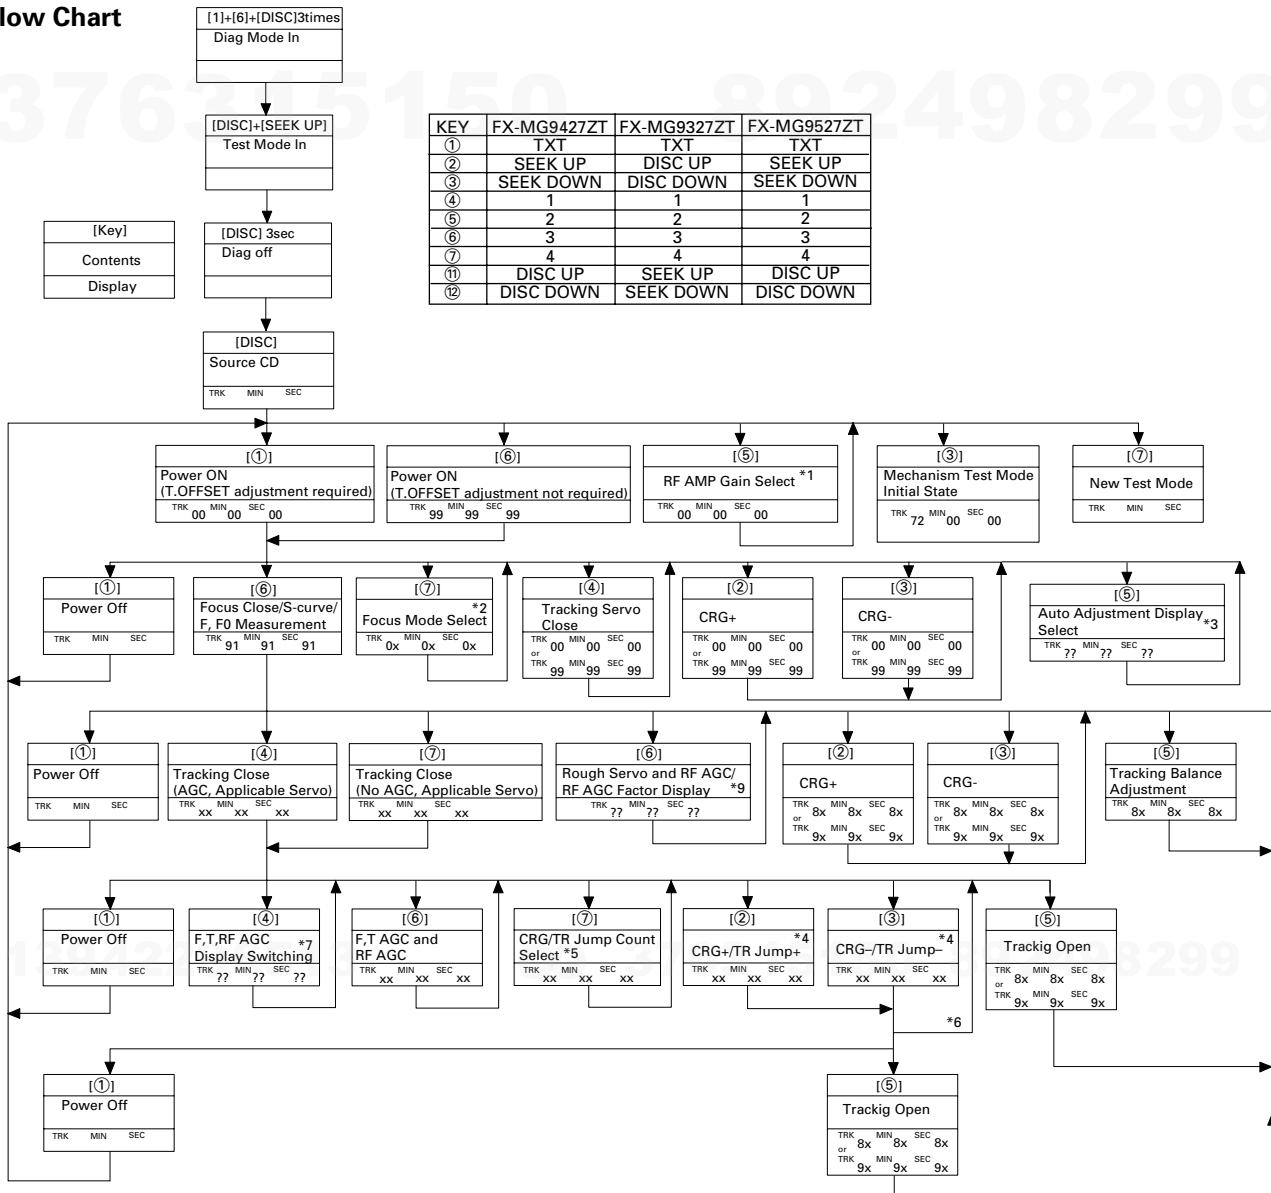 low Chart
[1]+[6]+[DISC]3times
Diag Mode In
376315150 892498299
[DISC]+[SEEK UP]
Test Mode In
KEY FX-MG9427ZT FX-MG9327ZT FX-MG9527ZT
① TXT TXT TXT
② SEEK UP DISC UP SEEK UP
③ SEEK DOWN DISC DOWN SEEK DOWN
④ 1 1 1
⑤ 2 2 2
⑥ 3 3 3
⑦ 4 4 4
⑪ DISC UP SEEK UP DISC UP
⑫ DISC DOWN SEEK DOWN DISC DOWN
[Key]
Contents
Display
[DISC] 3sec
Diag off
[DISC]
Source CD
TRK MIN SEC
[①]
Power ON
(T.OFFSET adjustment required)
TRK 00 MIN 00 SEC 00
[⑥]
Power ON
(T.OFFSET adjustment not required)
TRK 99 MIN 99 SEC 99
[⑤]
RF AMP Gain Select *1
TRK 00 MIN 00 SEC 00
[③]
Mechanism Test Mode
Initial State
TRK 72 MIN 00 SEC 00
[⑦]
New Test Mode
TRK MIN SEC
[①]
Power Off
TRK MIN SEC
[⑥]
Focus Close/S-curve/
F, F0 Measurement
TRK 91 MIN 91 SEC 91
[⑦]
*2
Focus Mode Select
TRK 0x MIN 0x SEC 0x
[④]
Tracking Servo
Close
TRK 00 MIN 00 SEC 00
or
TRK 99 MIN 99 SEC 99
[②]
CRG+
TRK 00 MIN 00 SEC 00
or
TRK 99 MIN 99 SEC 99
[③]
CRG-
TRK 00 MIN 00 SEC 00
or
TRK 99 MIN 99 SEC 99
[⑤]
Auto Adjustment Display
Select *3
TRK ?? MIN ?? SEC ??
[①]
Power Off
TRK MIN SEC
[④]
Tracking Close
(AGC, Applicable Servo)
TRK xx MIN xx SEC xx
[⑦]
Tracking Close
(No AGC, Applicable Servo)
TRK xx MIN xx SEC xx
[⑥]
Rough Servo and RF AGC/
RF AGC Factor Display *9
TRK ?? MIN ?? SEC ??
[②]
CRG+
TRK 8x MIN 8x SEC 8x
or
TRK 9x MIN 9x SEC 9x
[③]
CRG-
TRK 8x MIN 8x SEC 8x
or
TRK 9x MIN 9x SEC 9x
[⑤]
Tracking Balance
Adjustment
TRK 8x MIN 8x SEC 8x
[①]
Power Off
TRK MIN SEC
[④]
F,T,RF AGC
Display Switching *7
TRK ?? MIN ?? SEC ??
[⑥]
F,T AGC and
RF AGC
TRK xx MIN xx SEC xx
[⑦]
CRG/TR Jump Count
Select *5
TRK xx MIN xx SEC xx
[②]
*4
CRG+/TR Jump+
TRK xx MIN xx SEC xx
[③]
*4
CRG–/TR Jump–
TRK xx MIN xx SEC xx
[⑤]
Trackig Open
TRK 8x MIN 8x SEC 8x
or
TRK 9x MIN 9x SEC 9x
*6
[①]
Power Off
TRK MIN SEC
[⑤]
Trackig Open
TRK 8x MIN 8x SEC 8x
or
TRK 9x MIN 9x SEC 9x